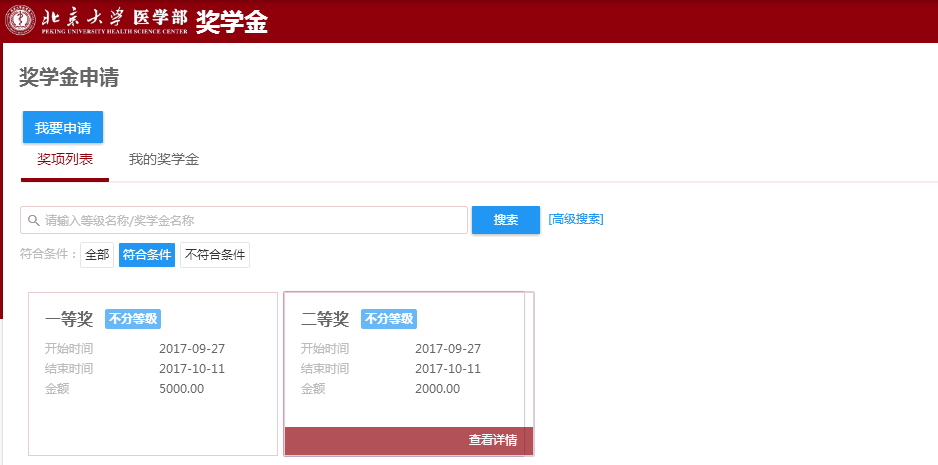 北京大学医学部 奖学金
PEKING UNIVERSITY HEALTH SCIENCE CENTER
奖学金申请
我要申请
奖项列表 我的奖学金
请输入等级名称/奖学金名称 搜索 [高级搜索]
符合条件： 全部 符合条件 不符合条件
一等奖 不分等级
开始时间 2017-09-27
结束时间 2017-10-11
金额 5000.00
二等奖 不分等级
开始时间 2017-09-27
结束时间 2017-10-11
金额 2000.00
查看详情